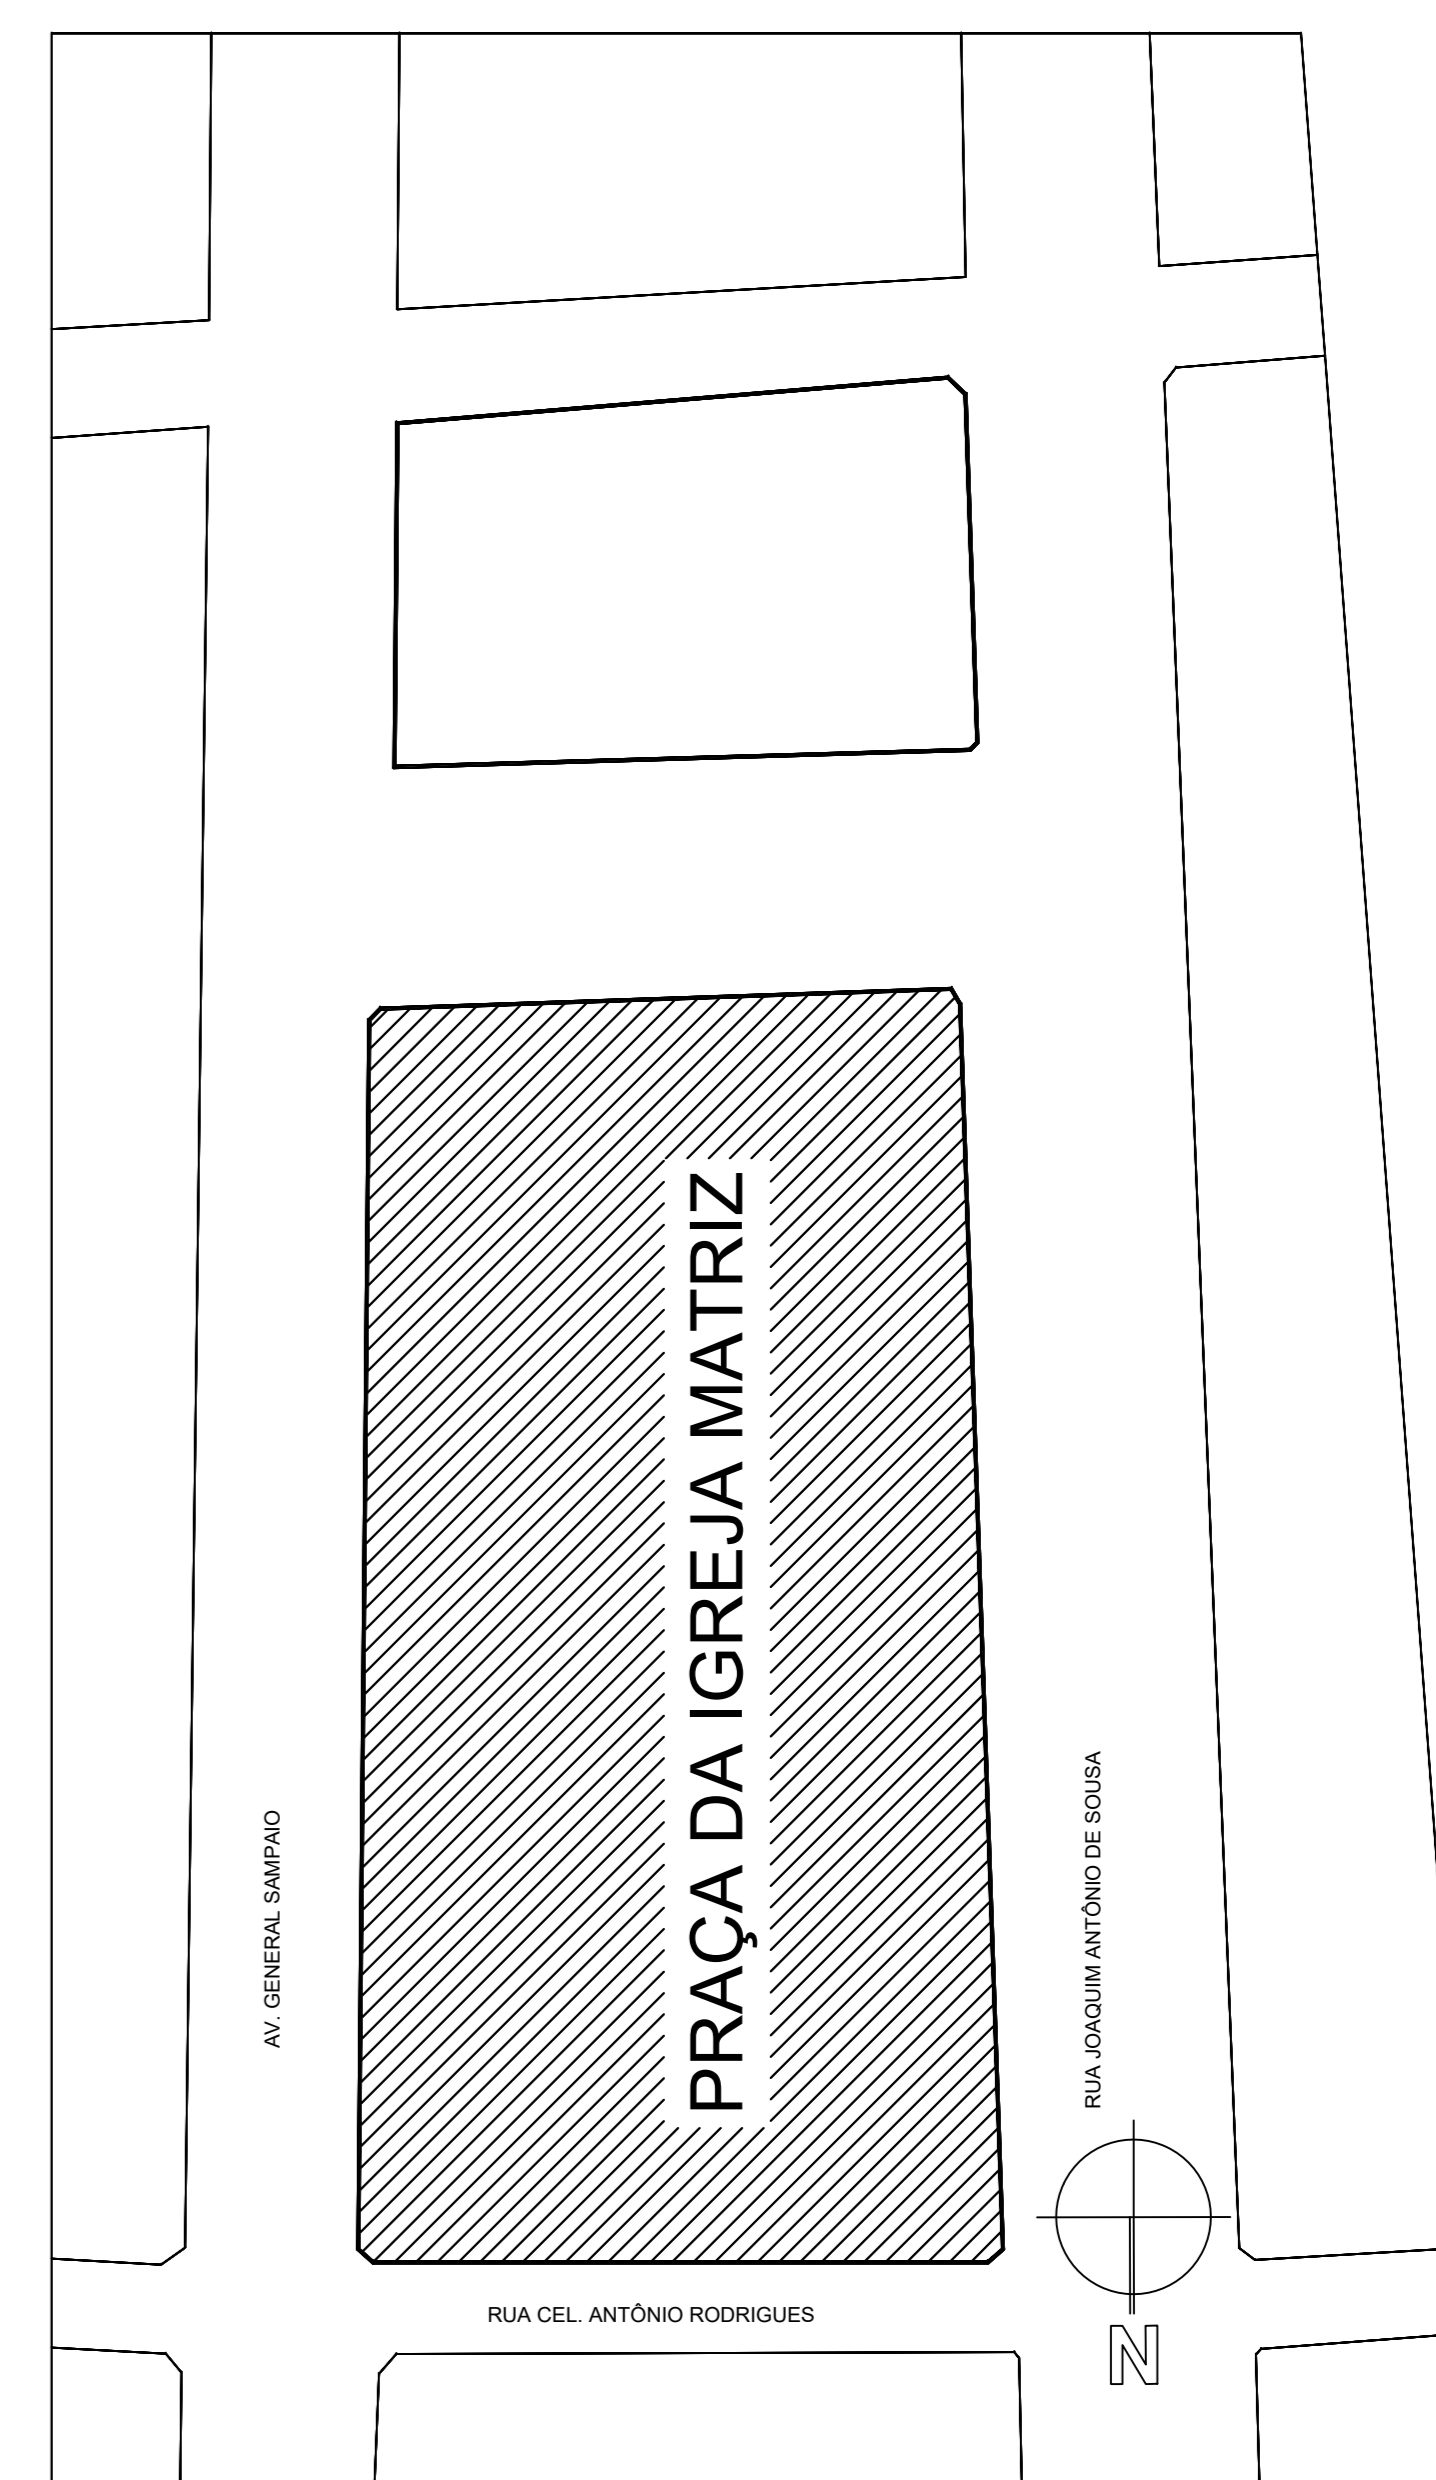 PRAÇA DA IGREJA MATRIZ
AV. GENERAL SAMPAIO
RUA JOAQUIM ANTÔNIO DE SOUSA
RUA CEL. ANTÔNIO RODRIGUES
N